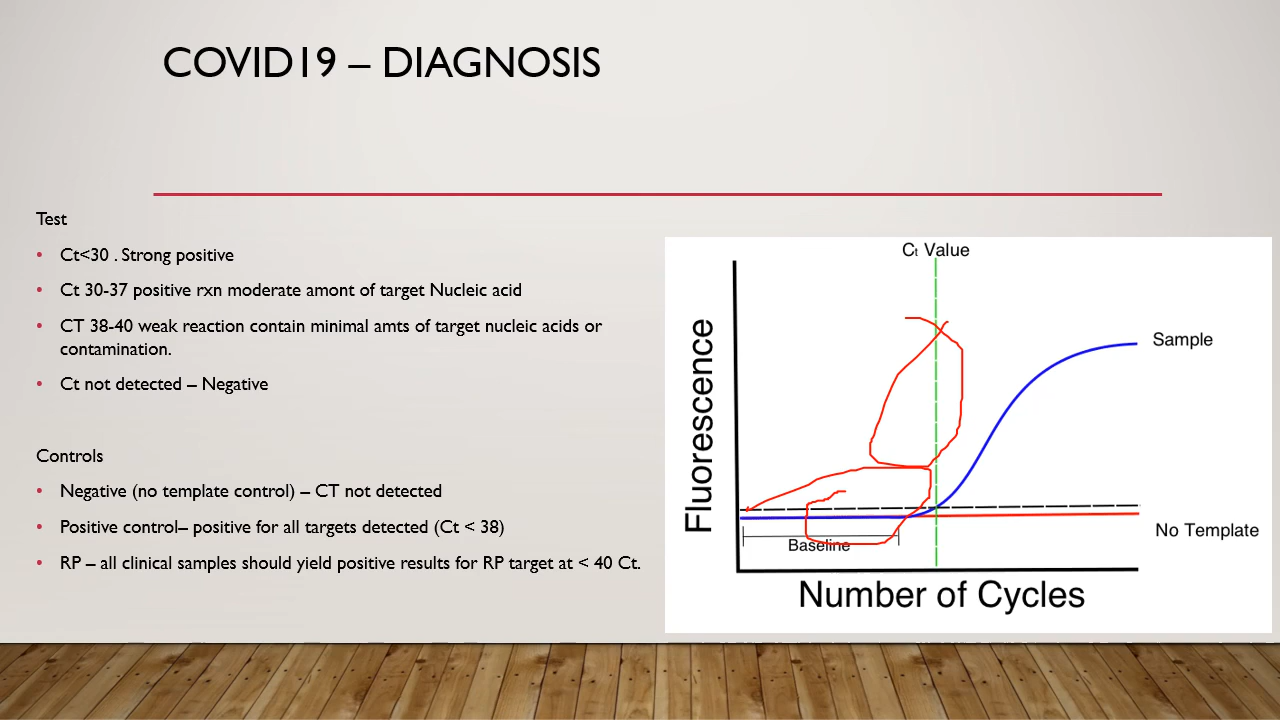 COVID19 – DIAGNOSIS
Test
• Ct<30 . Strong positive
• Ct 30-37 positive rxn moderate amont of target Nucleic acid
• CT 38-40 weak reaction contain minimal amts of target nucleic acids or
contamination.
• Ct not detected – Negative
Controls
• Negative (no template control) – CT not detected
• Positive control– positive for all targets detected (Ct < 38)
• RP – all clinical samples should yield positive results for RP target at < 40 Ct.
Ct Value
Fluorescence
Sample
No Template
Baseline
Number of Cycles